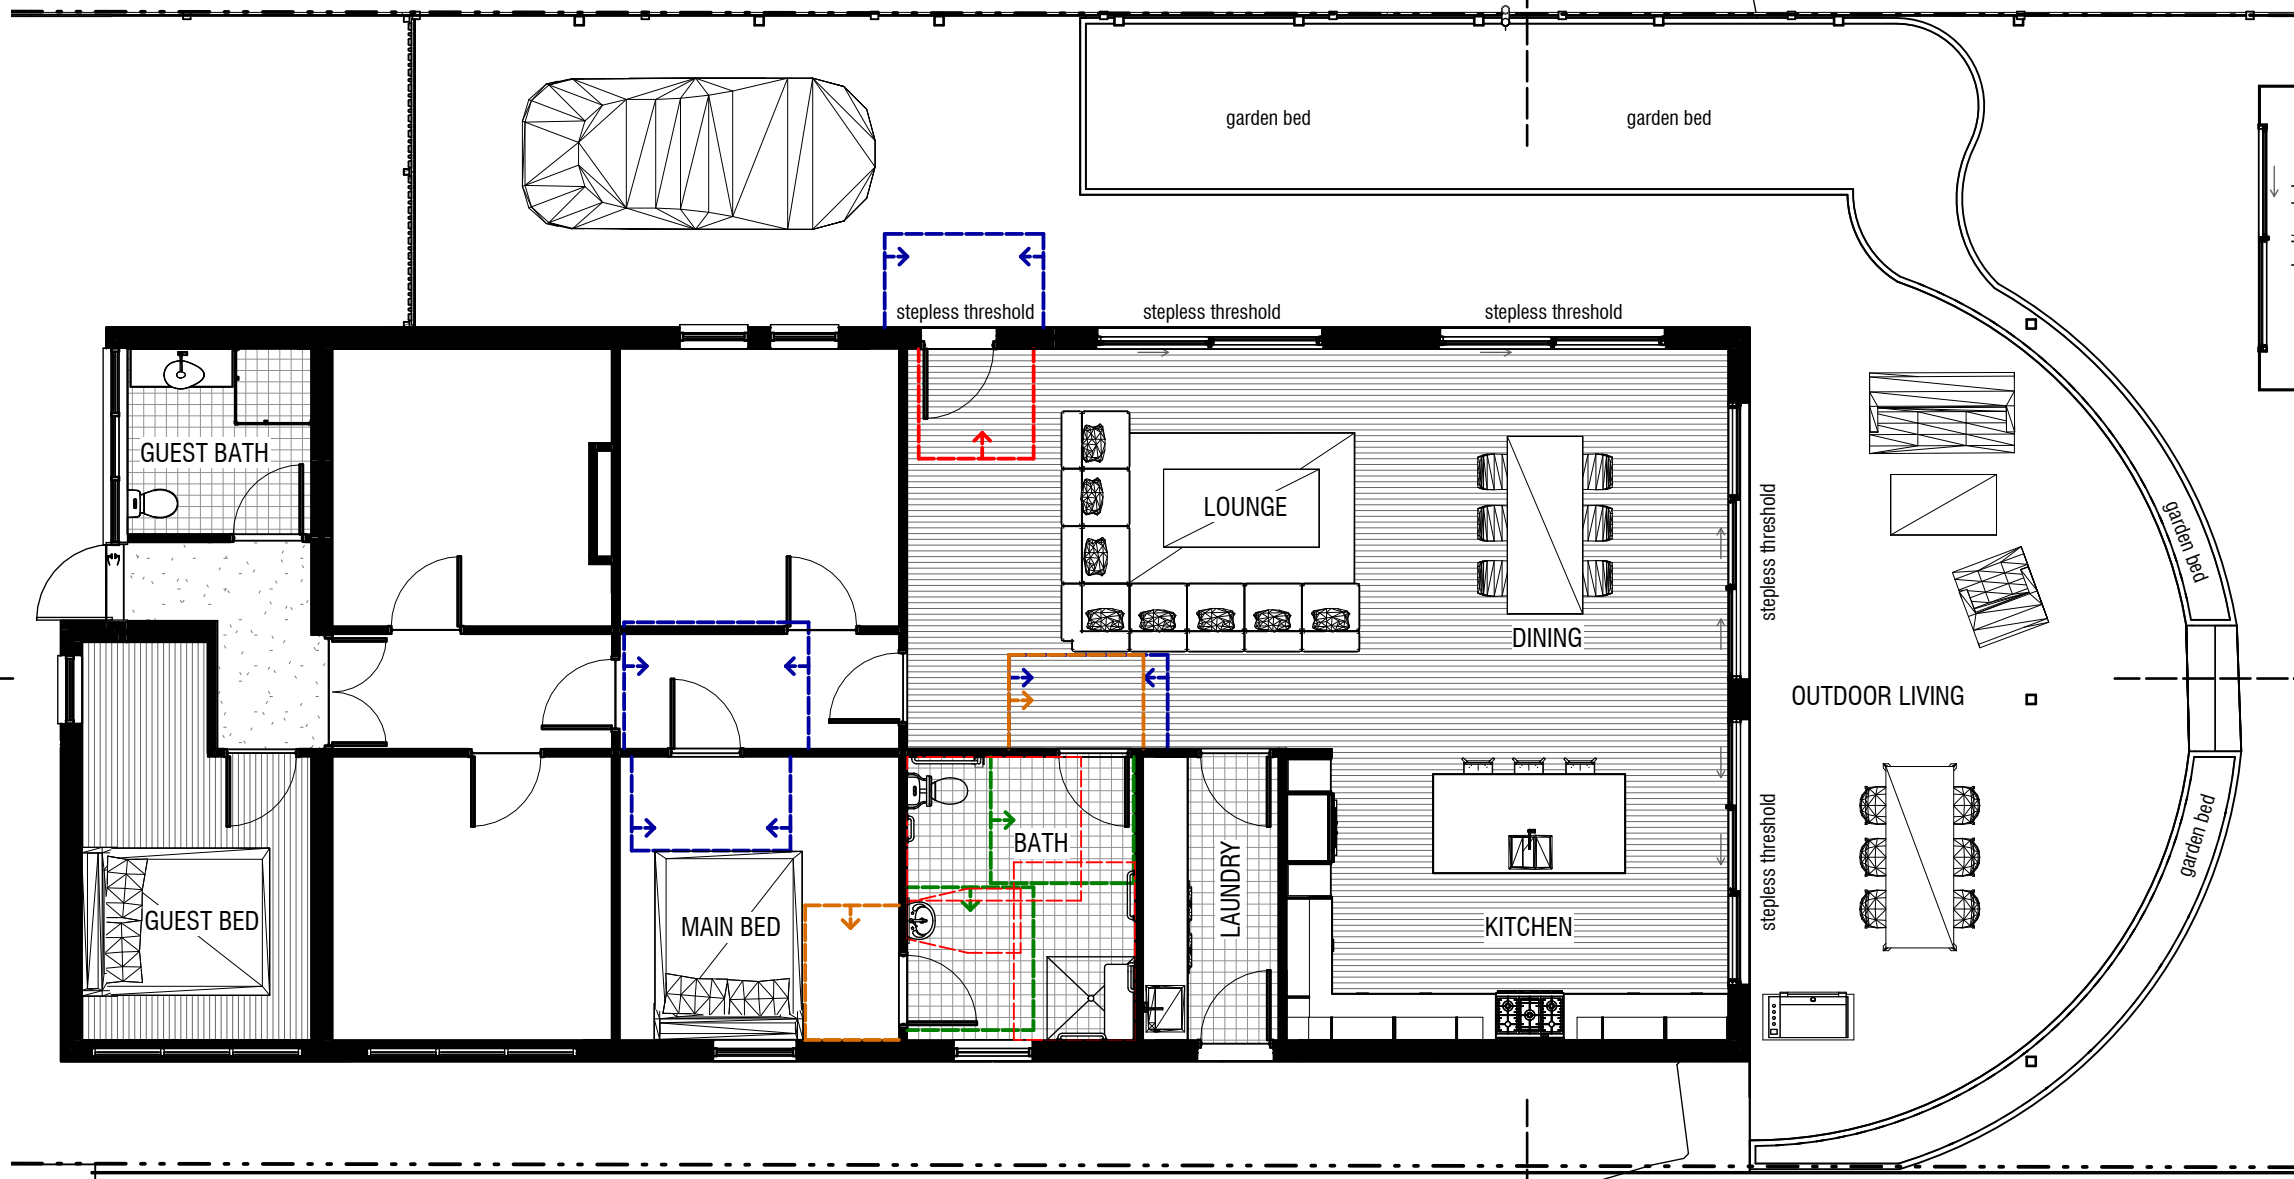 garden bed
garden bed
stepless threshold
stepless threshold
stepless threshold
GUEST BATH
LOUNGE
stepless threshold
garden bed
DINING
OUTDOOR LIVING
BATH
LAUNDRY
stepless threshold
garden bed
GUEST BED
MAIN BED
KITCHEN